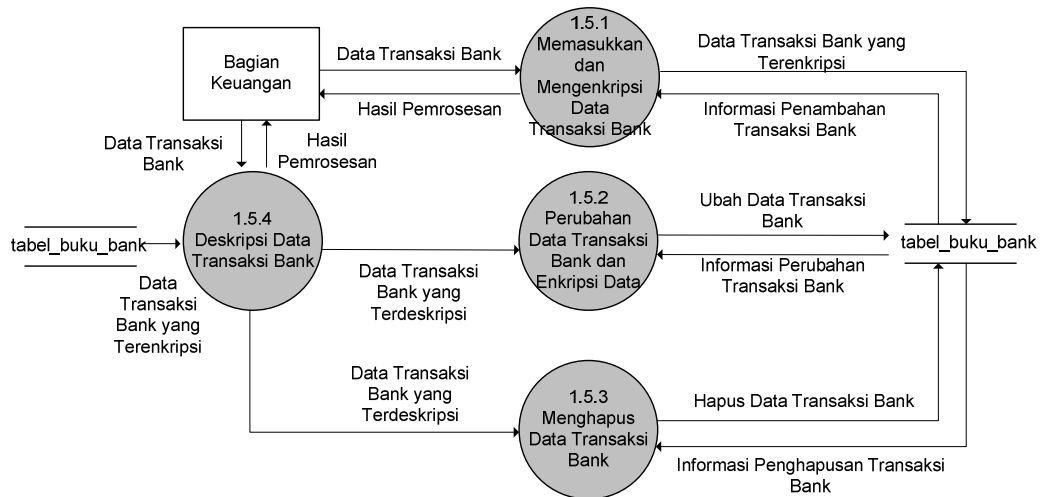 Bagian
Keuangan
Data Transaksi Bank
Hasil Pemrosesan
1.5.1
Memasukkan
dan
Mengenkripsi
Data
Transaksi Bank
Data Transaksi Bank yang
Terenkripsi
Informasi Penambahan
Transaksi Bank
Data Transaksi
Bank
Hasil
Pemrosesan
1.5.4
Deskripsi Data
Transaksi Bank
tabel_buku_bank
Data
Transaksi
Bank yang
Terenkripsi
Data Transaksi
Bank yang
Terdeskripsi
1.5.2
Perubahan
Data Transaksi
Bank dan
Enkripsi Data
Ubah Data Transaksi
Bank
Informasi Perubahan
Transaksi Bank
tabel_buku_bank
Data Transaksi
Bank yang
Terdeskripsi
1.5.3
Menghapus
Data Transaksi
Bank
Hapus Data Transaksi Bank
Informasi Penghapusan Transaksi
Bank